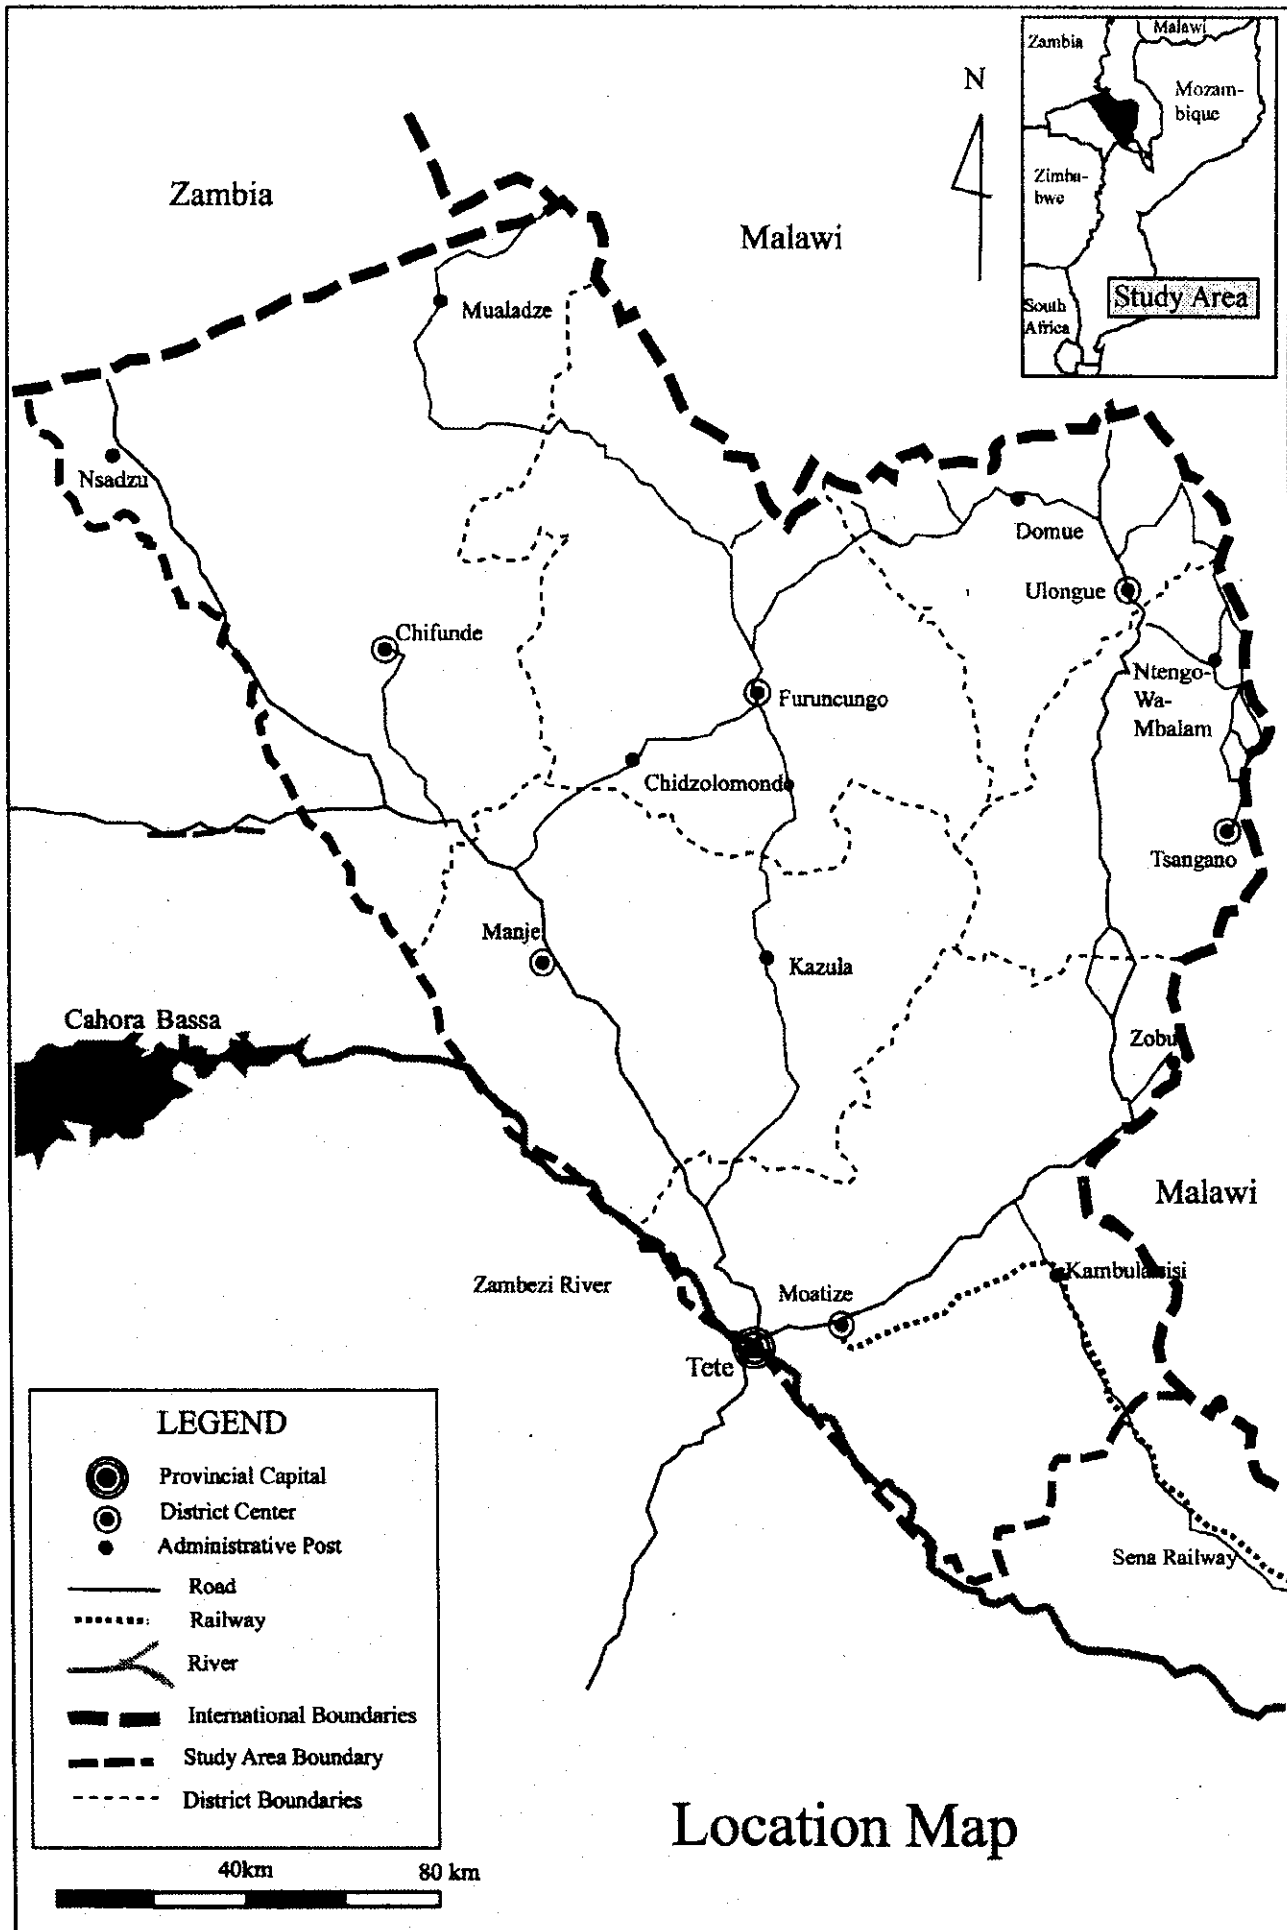 Zambia
Malawi
Mozam-
bique
Zimba-
bwe
South
Africa
Study Area
N
Zambia
Malawi
Mualadze
Nsadzu
Domue
Ulongue
Chifunde
Ntengo-
Wa-
Mbalam
Furuncungo
Chidzolomondo
Tsangano
Manje
Kazula
Cahora Bassa
Zobu
Malawi
Zambezi River
Moatize
Tete
Sena Railway
LEGEND
Provincial Capital
District Center
Administrative Post
Road
Railway
River
International Boundaries
Study Area Boundary
District Boundaries
40km
80 km
Location Map